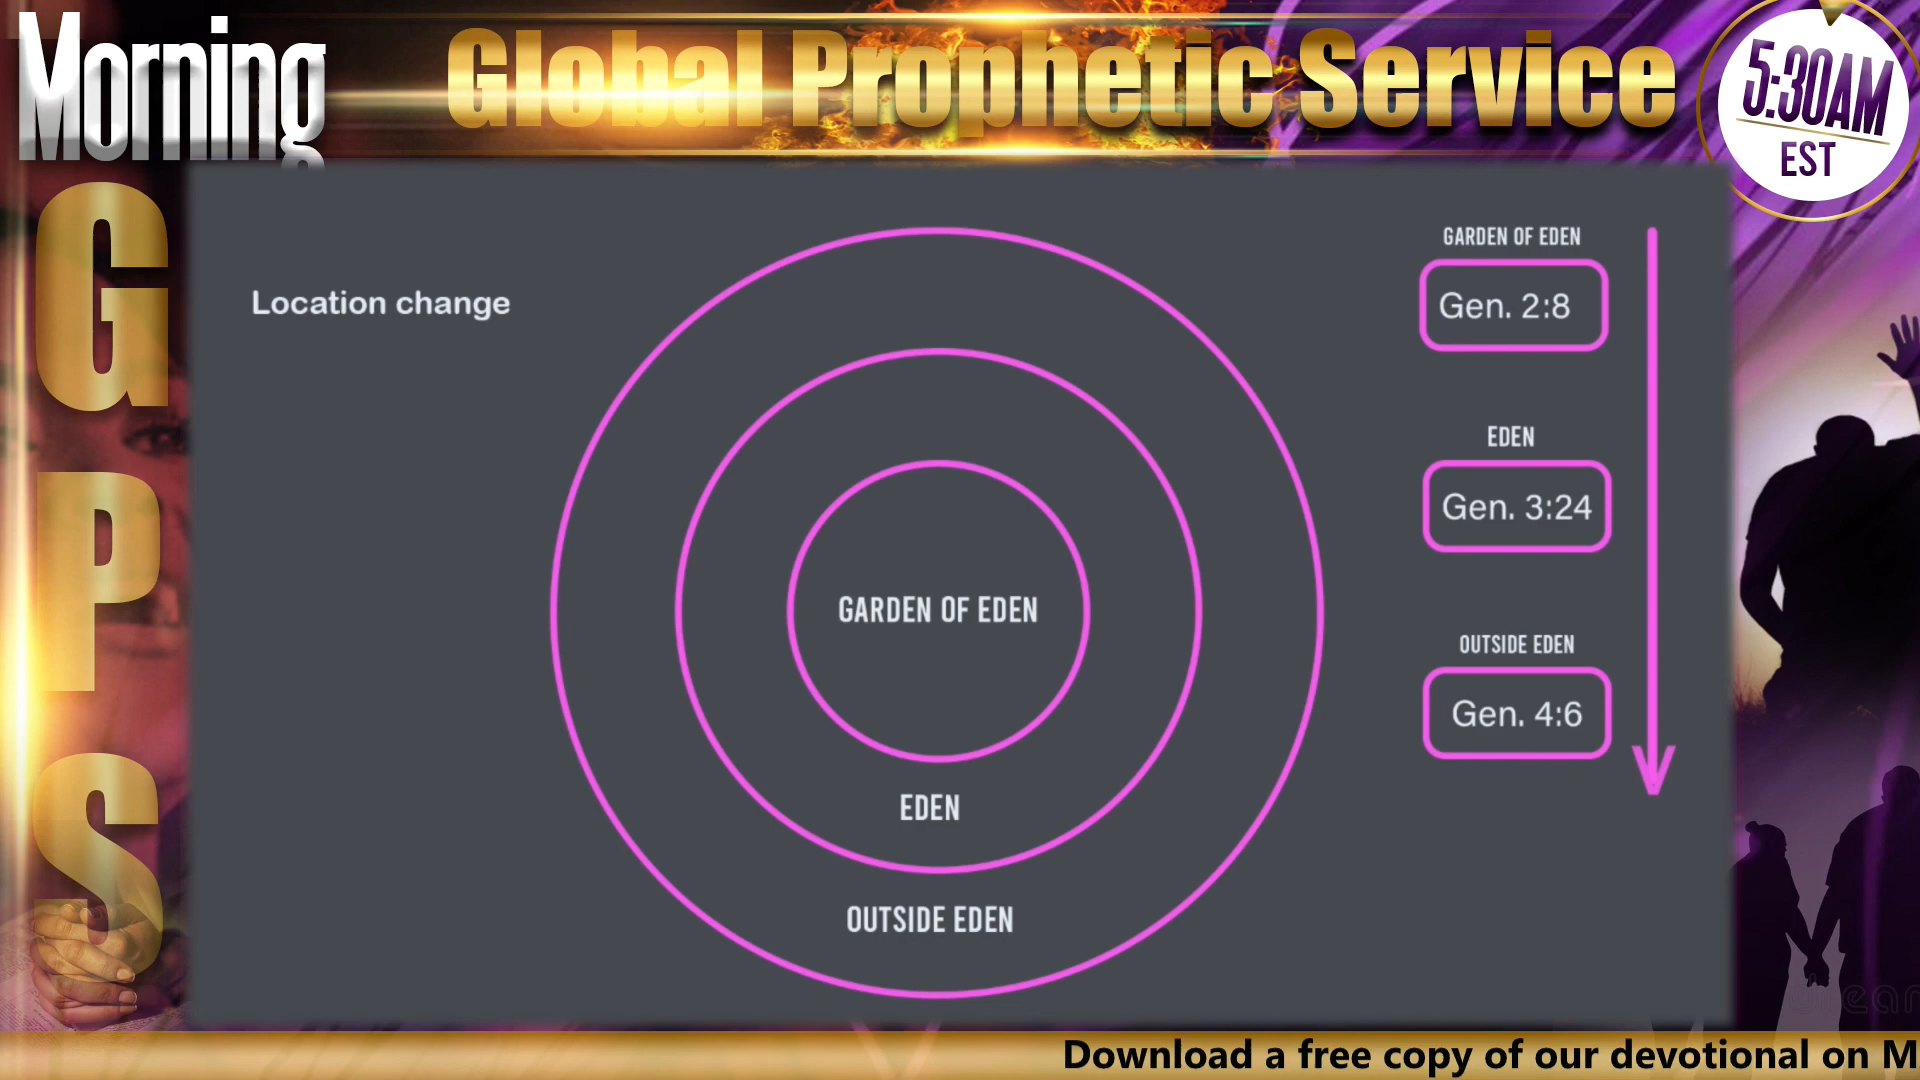 Morning
Global Prophetic Service
5:30AM
EST
G
P
S
Location change
GARDEN OF EDEN
EDEN
OUTSIDE EDEN
GARDEN OF EDEN
Gen. 2:8
EDEN
Gen. 3:24
OUTSIDE EDEN
Gen. 4:6
Download a free copy of our devotional on M